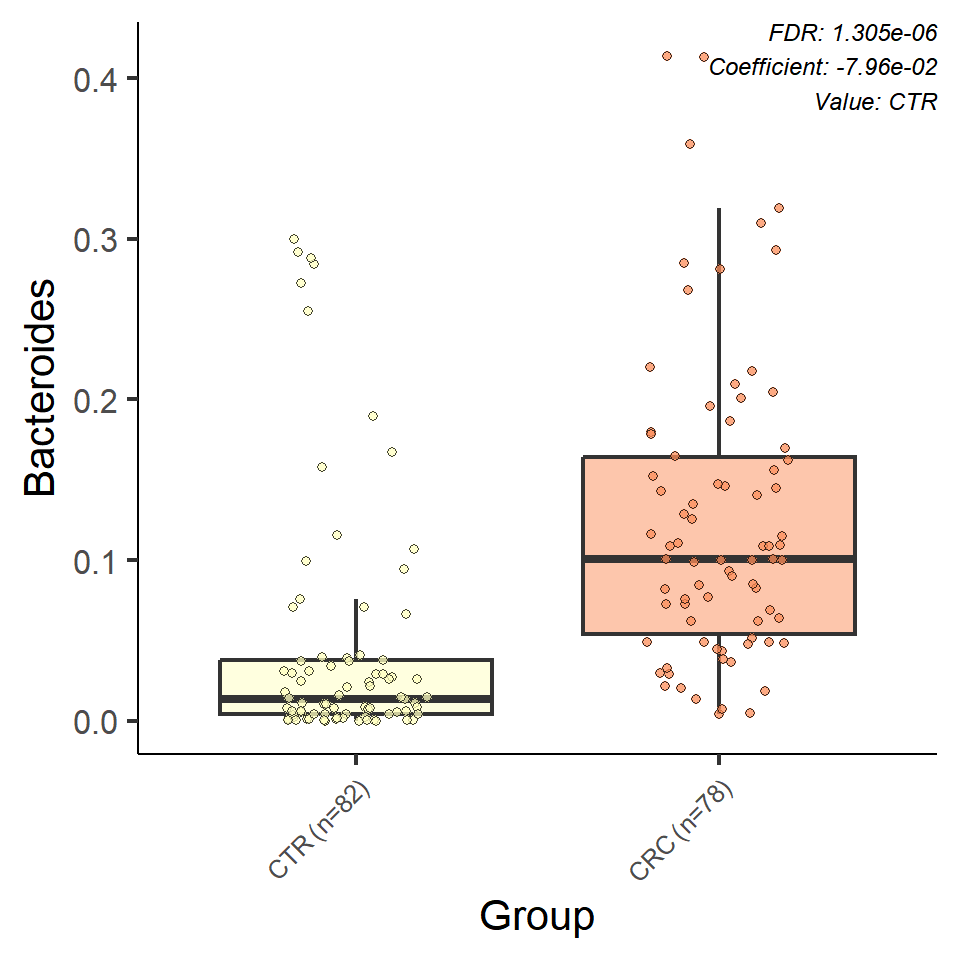 FDR: 1.305e-06
Coefficient: -7.96e-02
Value: CTR
0.4
0.3
0.2
0.1
0.0
Bacteroides
CTR (n=82)
CRC (n=78)
Group